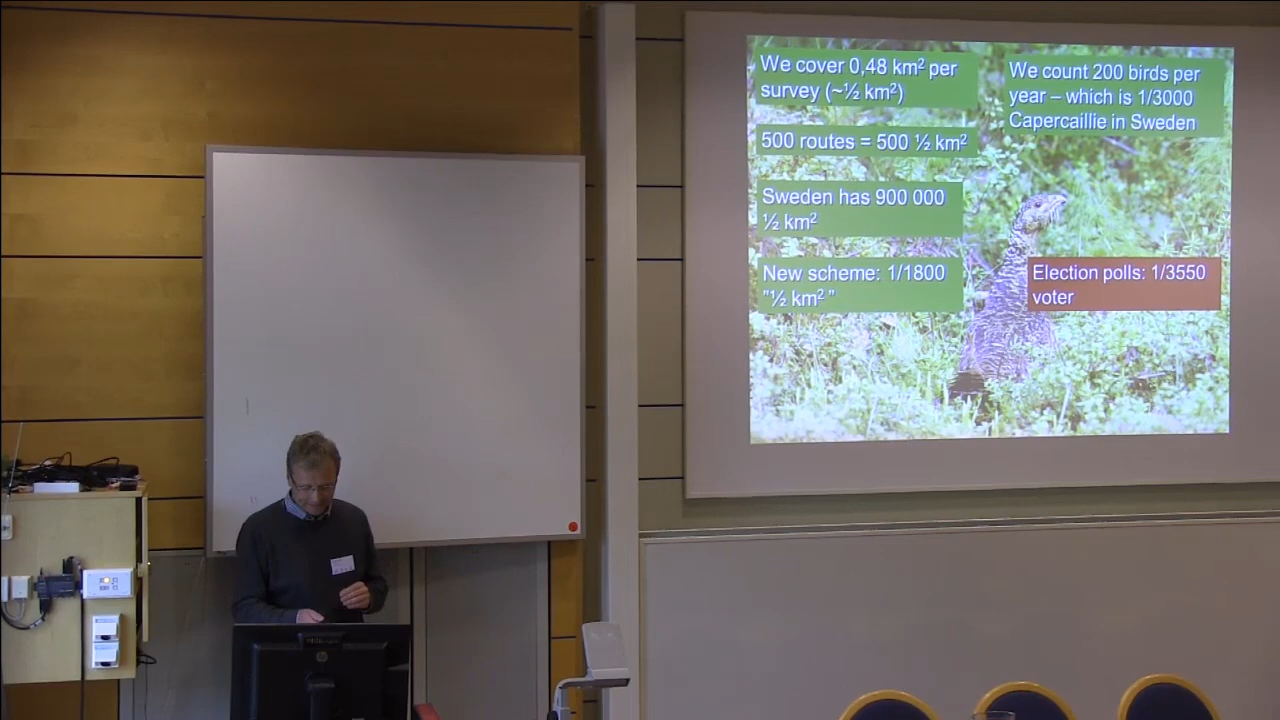 We cover 0,48 km² per
survey (~½ km²)
500 routes = 500 ½ km²
Sweden has 900 000
½ km²
New scheme: 1/1800
"½ km² "
We count 200 birds per
year – which is 1/3000
Capercaillie in Sweden
Election polls: 1/3550
voter